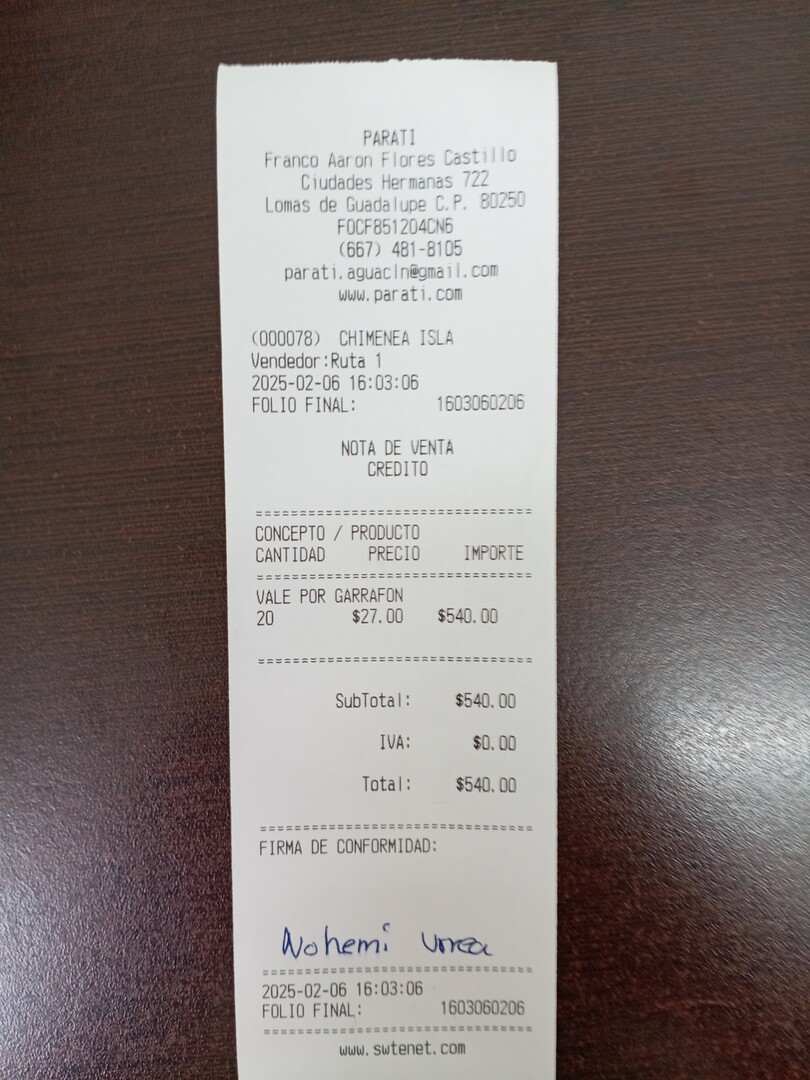 PARATI
Franco Aaron Flores Castillo
Ciudades Hermanas 722
Lomas de Guadalupe C.P. 80250
FOCF851204CN6
(667) 481-8105
parati.aguacln@gmail.com
www.parati.com
(000078) CHIMENEA ISLA
Vendedor:Ruta 1
2025-02-06 16:03:06
FOLIO FINAL: 1603060206
NOTA DE VENTA
CREDITO
===============================
CONCEPTO / PRODUCTO
CANTIDAD PRECIO IMPORTE
===============================
VALE POR GARRAFON
20 $27.00 $540.00
===============================
SubTotal: $540.00
IVA: $0.00
Total: $540.00
===============================
FIRMA DE CONFORMIDAD:
Nohemi Urrea
===============================
2025-02-06 16:03:06
FOLIO FINAL: 1603060206
===============================
www.swtenet.com